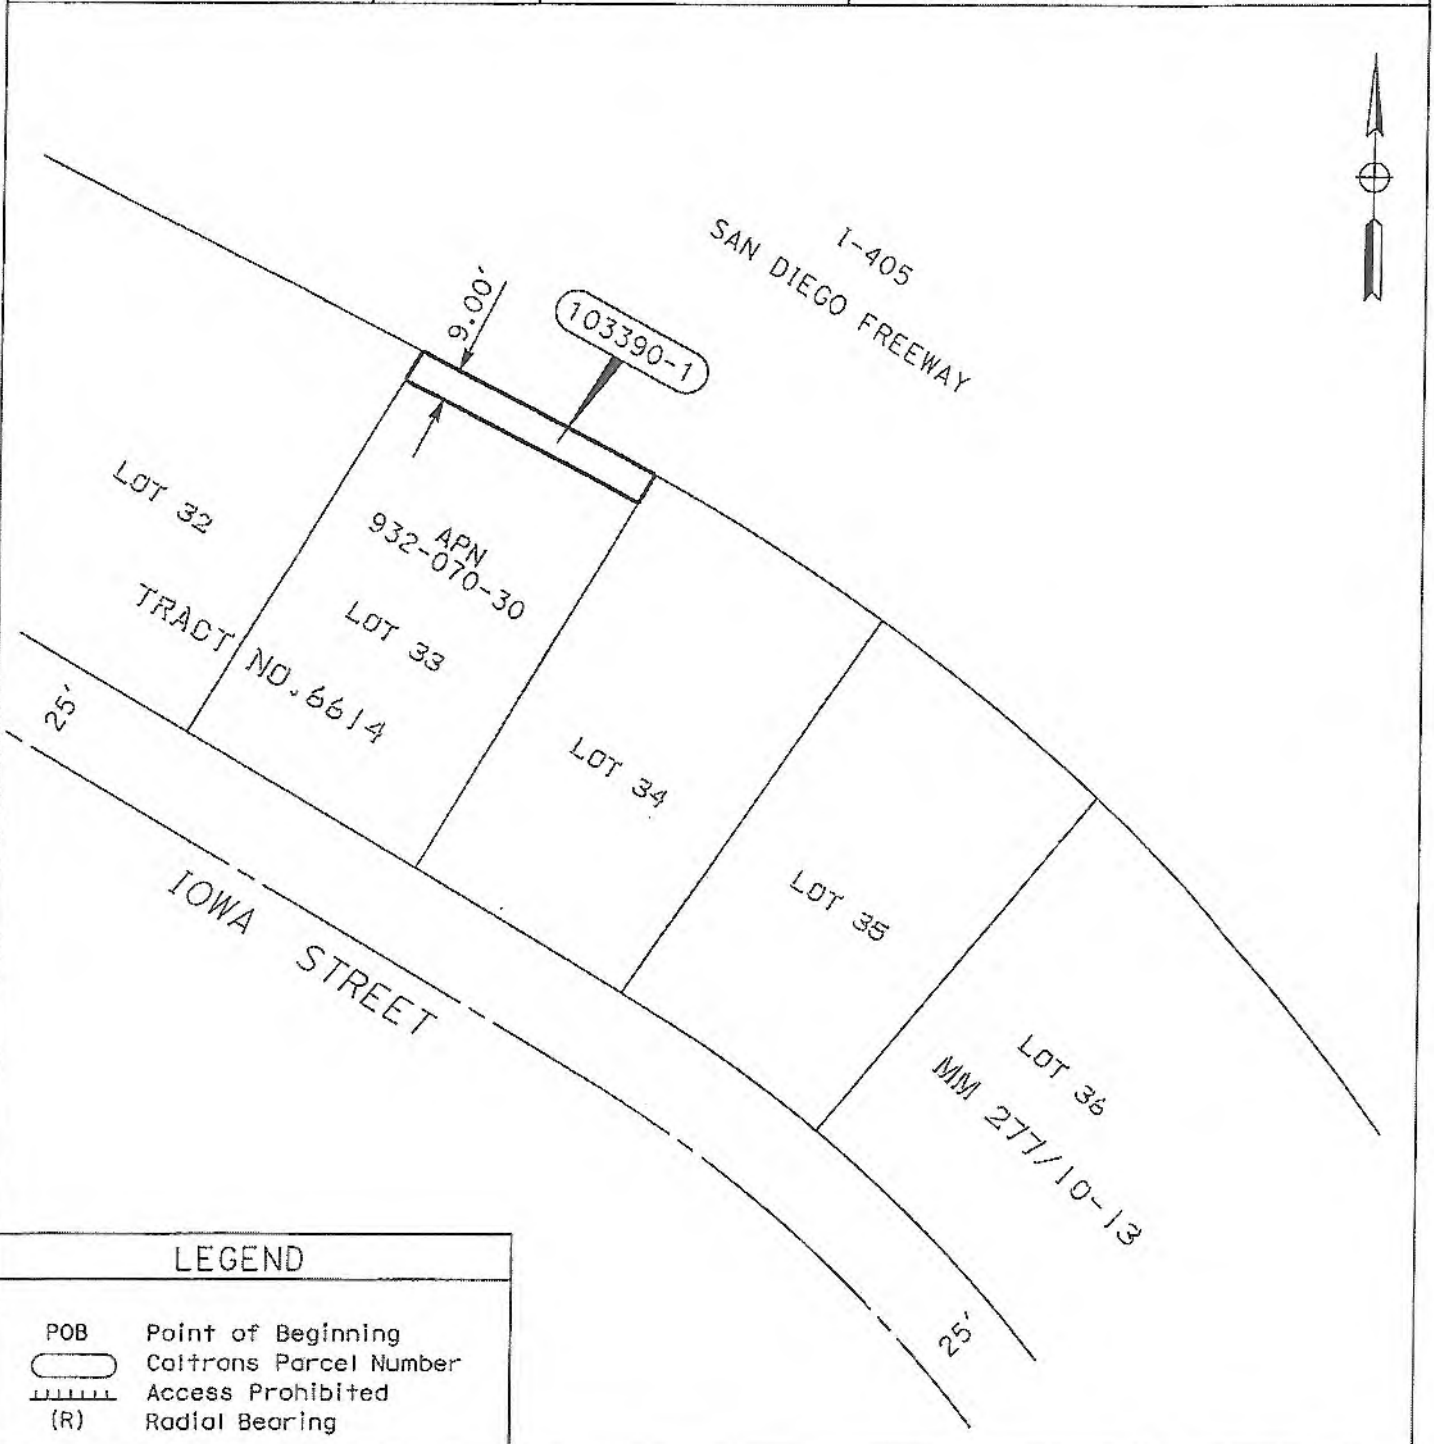 I-405
SAN DIEGO FREEWAY
9.00'
103390-1
LOT 32
APN
932-070-30
LOT 33
TRACT NO. 6614
25'
LOT 34
IOWA STREET
LOT 35
LOT 36
MM 277/10-13
25'
LEGEND
POB Point of Beginning
Caltrans Parcel Number
Access Prohibited
(R) Radial Bearing